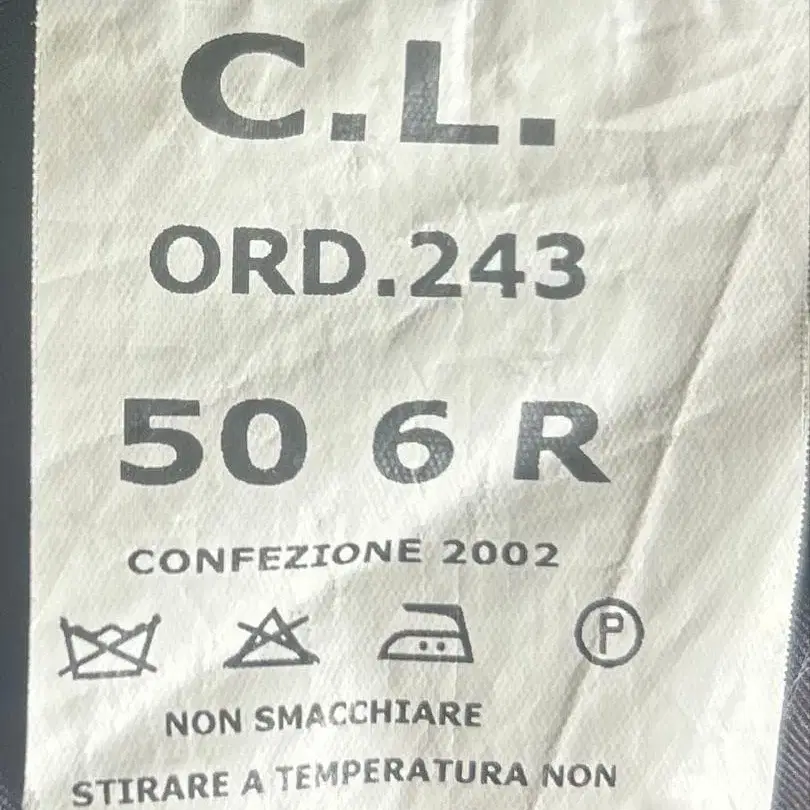 C.L.
ORD.243
50 6 R
CONFEZIONE 2002
P
NON SMACCHIARE
STIRARE A TEMPERATURA NON